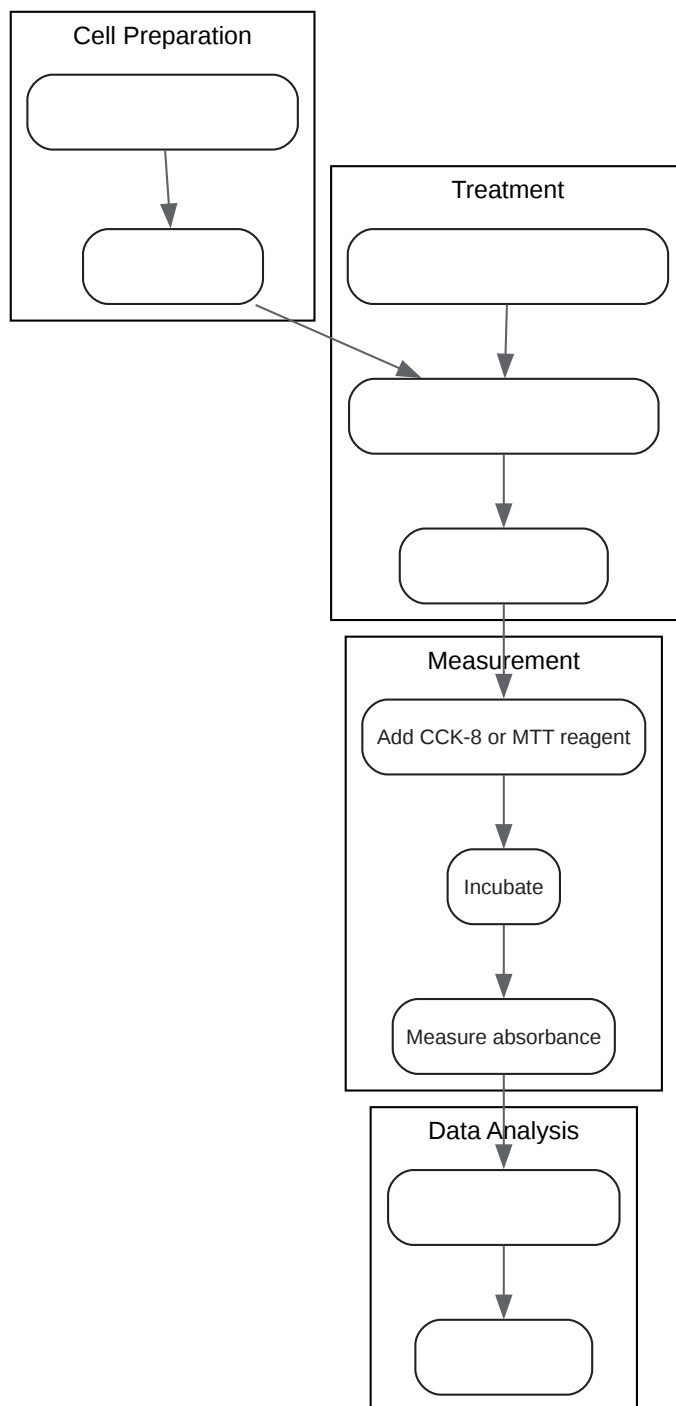 Cell Preparation
Treatment
Measurement
Add CCK-8 or MTT reagent
Incubate
Measure absorbance
Data Analysis